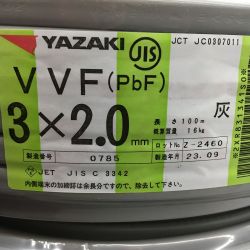 YAZAKI JIS JCT JC0807011
VVF(PbF) 灰
3×2.0mm
長さ 100m
概算質量 16kg
ロットNo. Z-2460
製造番号 0785 製造年月 23.09
JET JIS C 3342
内側端末の加締部は余長分ですので、除去して下さい。